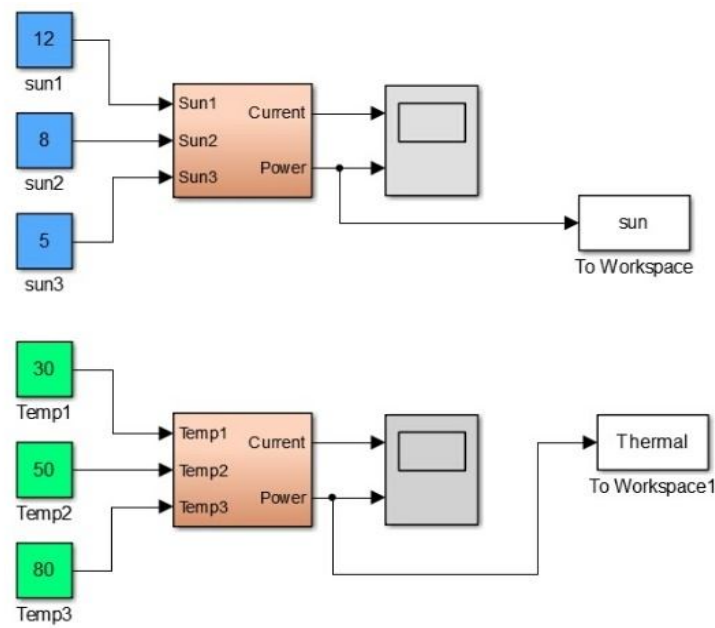 12
sun1
8
sun2
5
sun3
Sun1
Sun2
Sun3
Current
Power
sun
To Workspace
30
Temp1
50
Temp2
80
Temp3
Temp1
Temp2
Temp3
Current
Power
Thermal
To Workspace1